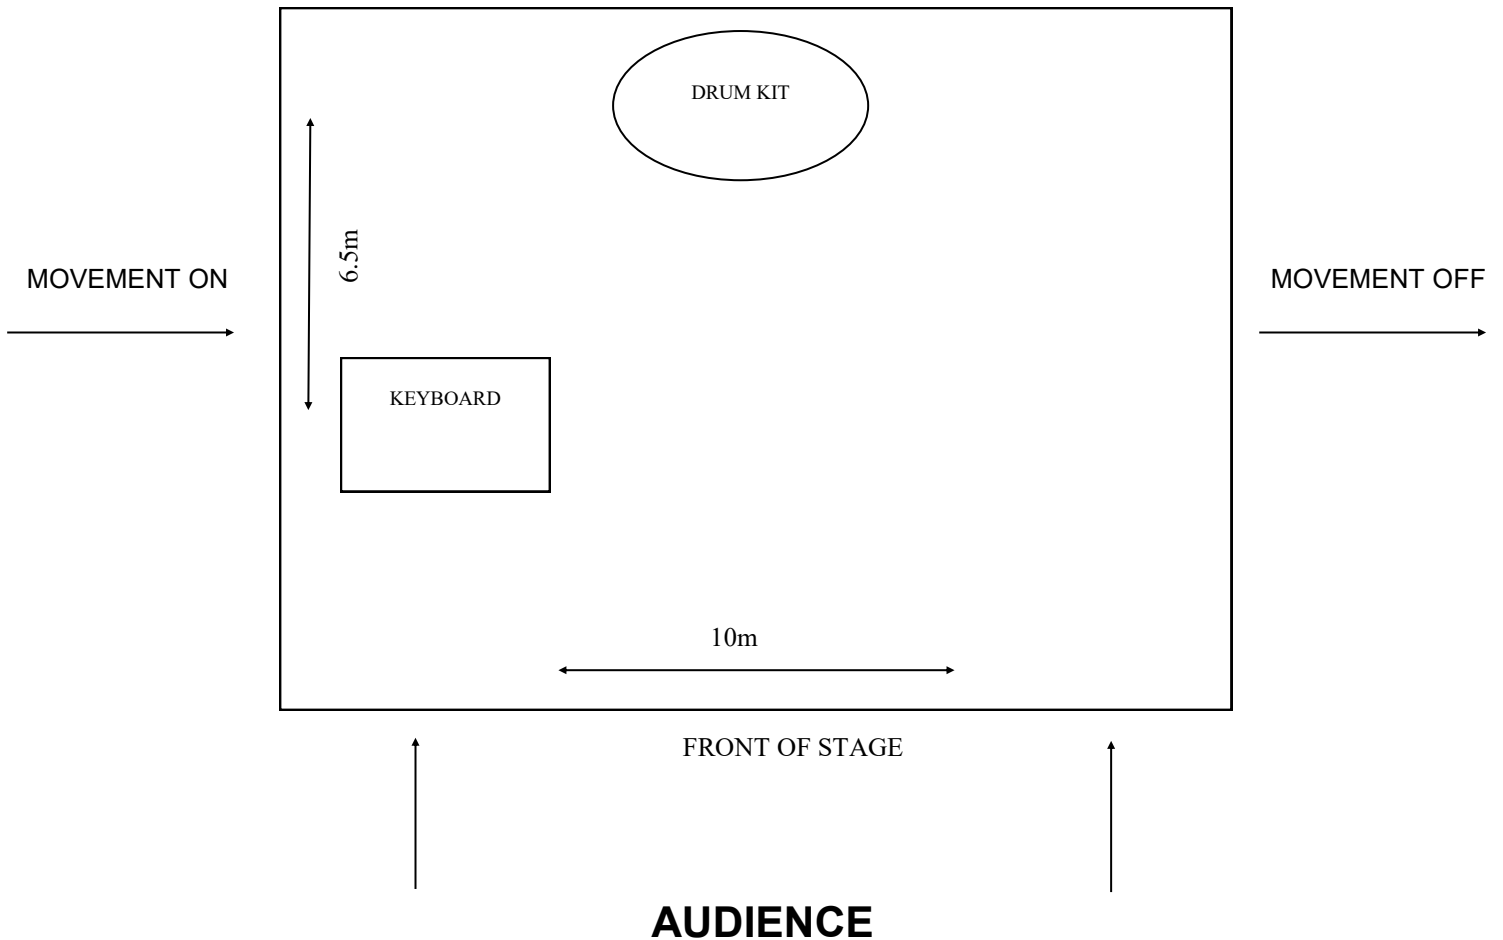 DRUM KIT
6.5m
MOVEMENT ON
MOVEMENT OFF
KEYBOARD
10m
FRONT OF STAGE
AUDIENCE